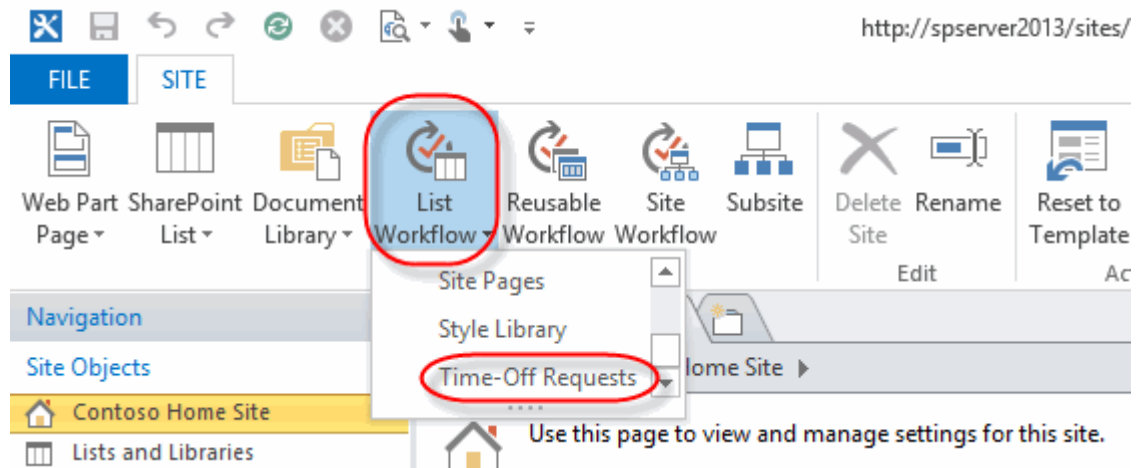 http://spserver2013/sites/
FILE SITE
Web Part SharePoint Document List Reusable Site Subsite Delete Rename Reset to
Page List Library Workflow Workflow Workflow Site Template
Edit
Site Pages
Navigation
Style Library
Site Objects
Time-Off Requests
Home Site
Contoso Home Site
Use this page to view and manage settings for this site.
Lists and Libraries